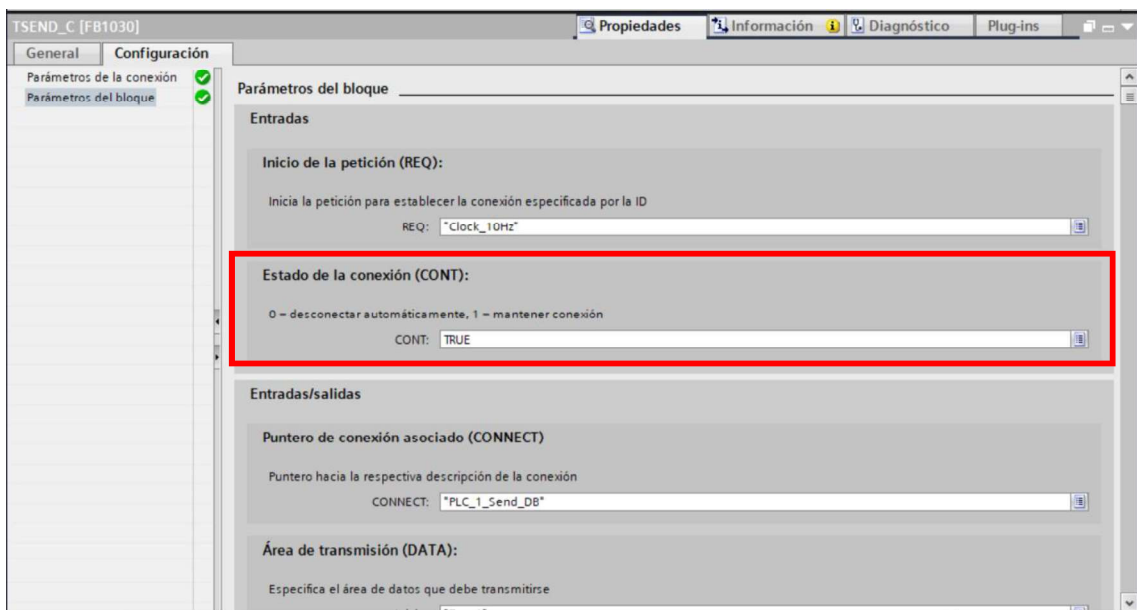 TSEND_C [FB1030]
Propiedades
Información
Diagnóstico
Plug-ins
General
Configuración
Parámetros de la conexión
Parámetros del bloque
Parámetros del bloque
Entradas
Inicio de la petición (REQ):
Inicia la petición para establecer la conexión especificada por la ID
REQ: "Clock_10Hz"
Estado de la conexión (CONT):
0 – desconectar automáticamente, 1 – mantener conexión
CONT: TRUE
Entradas/salidas
Puntero de conexión asociado (CONNECT)
Puntero hacia la respectiva descripción de la conexión
CONNECT: "PLC_1_Send_DB"
Área de transmisión (DATA):
Especifica el área de datos que debe transmitirse